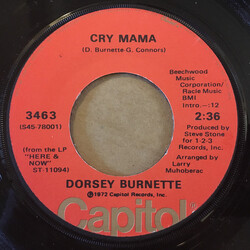 CRY MAMA
(D. Burnette-G. Connors)
3463
(S45-78001)
(from the LP
"HERE &
NOW"
ST-11094)
Beechwood
Music
Corporation/
Racle Music
BMI
Intro.-:12
2:36
Produced by
Steve Stone
for 1-2-3
Records, Inc.
Arranged by
Larry
Muhoberac
DORSEY BURNETTE
©1972 Capitol Records, Inc.
Capitol